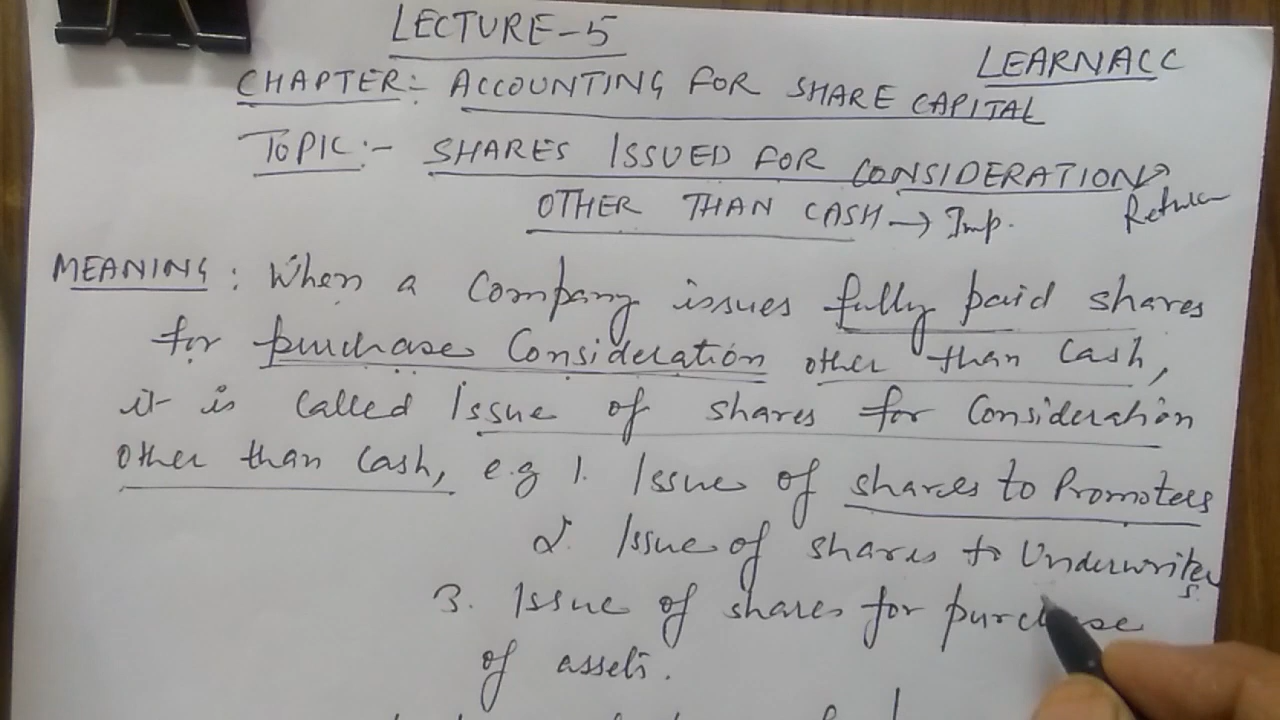 LECTURE-5
LEARNACC
CHAPTER:- ACCOUNTING FOR SHARE CAPITAL
TOPIC:- SHARES ISSUED FOR CONSIDERATION
OTHER THAN CASH → Imp.
Return
MEANING: When a Company issues fully paid shares
for purchase Consideration other than Cash,
it is called Issue of shares for Consideration
other than Cash, e.g 1. Issue of shares to Promoters
2. Issue of shares to Underwriters
3. Issue of shares for purchase
of assets.